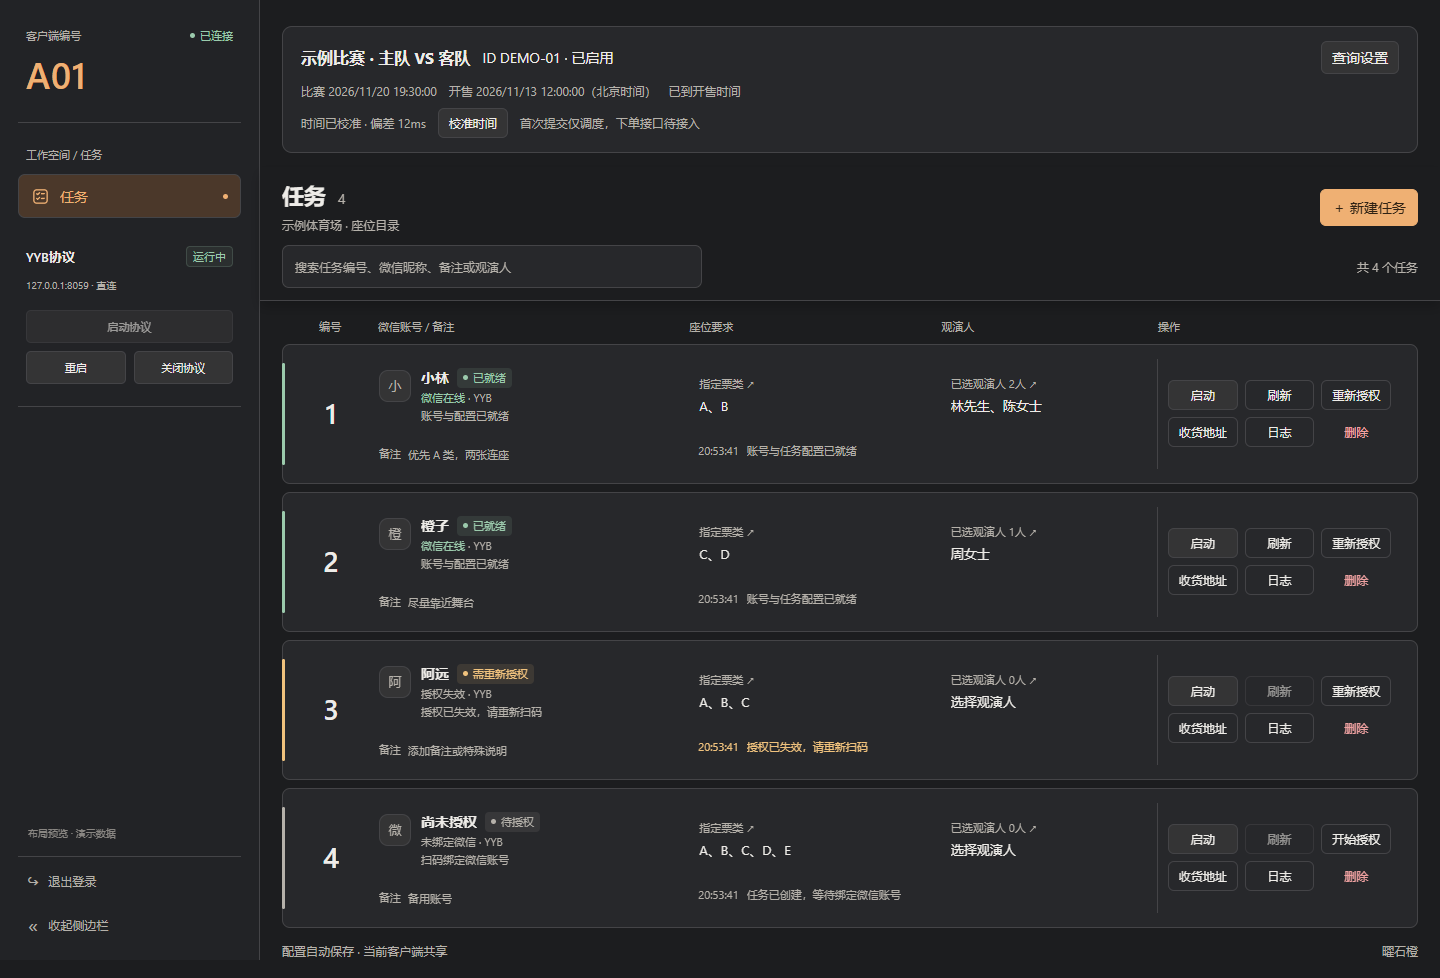 客户端编号
已连接
A01
工作空间 / 任务
任务
YYB协议
运行中
127.0.0.1:8059 · 直连
启动协议
重启
关闭协议
布局预览 · 演示数据
退出登录
收起侧边栏
示例比赛 · 主队 VS 客队 ID DEMO-01 · 已启用
查询设置
比赛 2026/11/20 19:30:00 开售 2026/11/13 12:00:00（北京时间） 已到开售时间
时间已校准 · 偏差 12ms 校准时间 首次提交仅调度，下单接口待接入
任务 4
示例体育场 · 座位目录
+ 新建任务
搜索任务编号、微信昵称、备注或观演人
共 4 个任务
编号 微信账号 / 备注 座位要求 观演人 操作
1
小
小林 已就绪
微信在线 · YYB
账号与配置已就绪
备注 优先 A 类，两张连座
指定票类 ↗
A、B
20:53:41 账号与任务配置已就绪
已选观演人 2人 ↗
林先生、陈女士
启动 刷新 重新授权
收货地址 日志 删除
2
橙
橙子 已就绪
微信在线 · YYB
账号与配置已就绪
备注 尽量靠近舞台
指定票类 ↗
C、D
20:53:41 账号与任务配置已就绪
已选观演人 1人 ↗
周女士
启动 刷新 重新授权
收货地址 日志 删除
3
阿
阿远 需重新授权
授权失效 · YYB
授权已失效，请重新扫码
备注 添加备注或特殊说明
指定票类 ↗
A、B、C
20:53:41 授权已失效，请重新扫码
已选观演人 0人 ↗
选择观演人
启动 刷新 重新授权
收货地址 日志 删除
4
微
尚未授权 待授权
未绑定微信 · YYB
扫码绑定微信账号
备注 备用账号
指定票类 ↗
A、B、C、D、E
20:53:41 任务已创建，等待绑定微信账号
已选观演人 0人 ↗
选择观演人
启动 刷新 开始授权
收货地址 日志 删除
配置自动保存 · 当前客户端共享
曜石橙